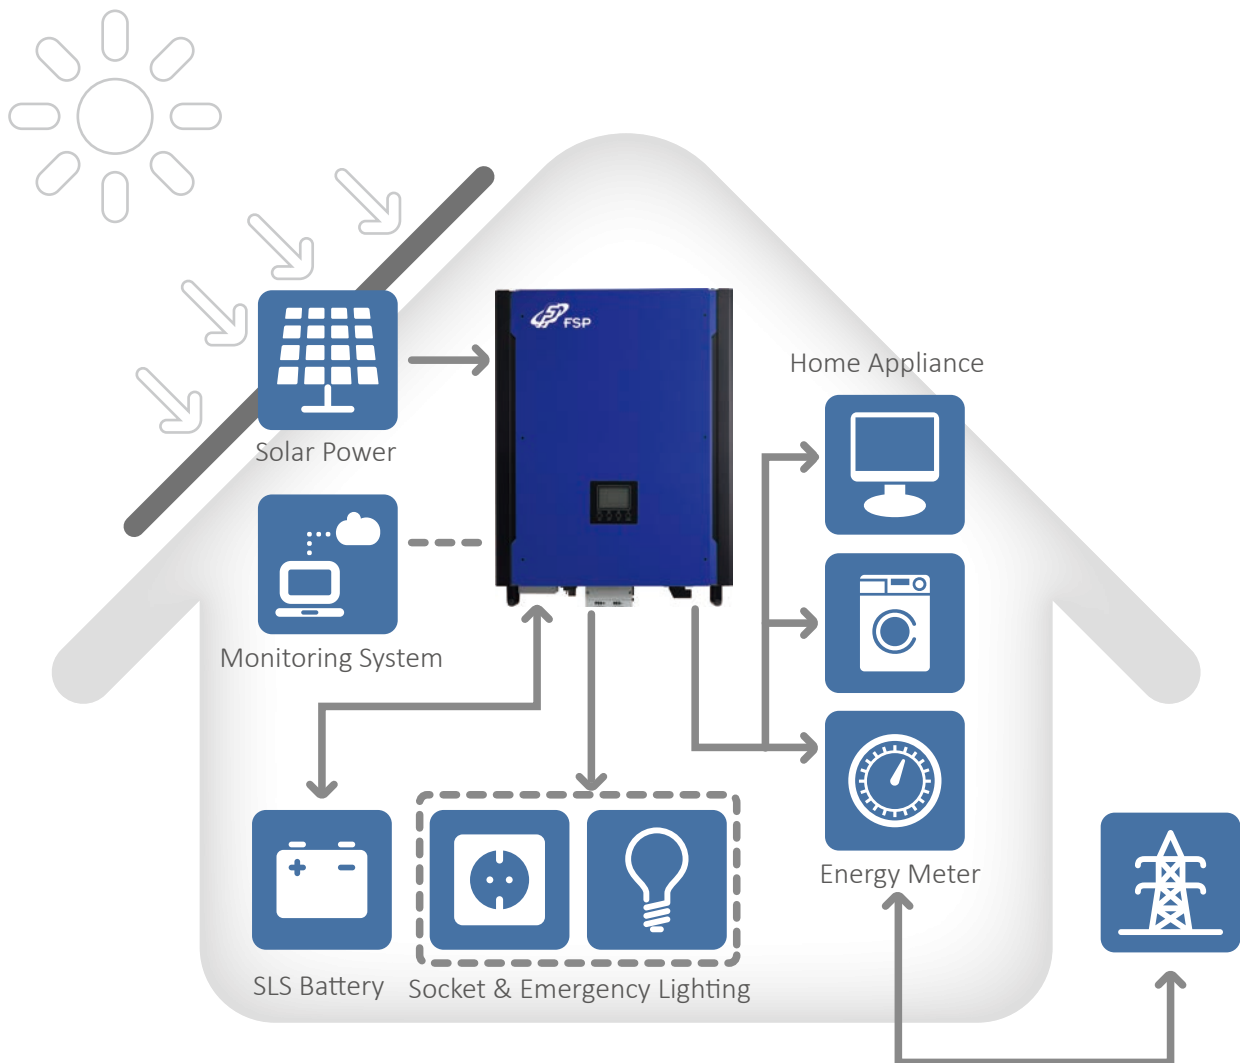 FSP
Home Appliance
Solar Power
Monitoring System
Energy Meter
SLS Battery
Socket & Emergency Lighting